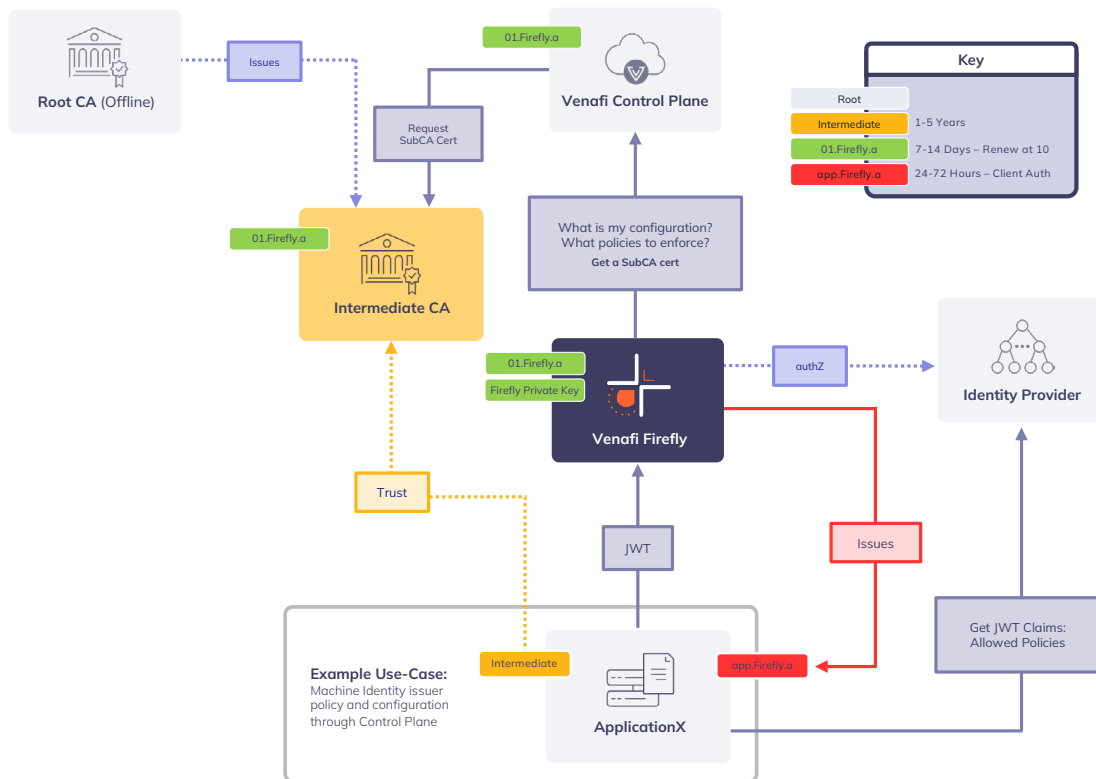 Root CA (Offline)
Issues
01.Firefly.a
Venafi Control Plane
Request
SubCA Cert
Key
Root
Intermediate
1-5 Years
01.Firefly.a
7-14 Days – Renew at 10
app.Firefly.a
24-72 Hours – Client Auth
01.Firefly.a
Intermediate CA
What is my configuration?
What policies to enforce?
Get a SubCA cert
01.Firefly.a
Firefly Private Key
Venafi Firefly
authZ
Identity Provider
Trust
JWT
Issues
Get JWT Claims:
Allowed Policies
Example Use-Case:
Machine Identity issuer
policy and configuration
through Control Plane
Intermediate
app.Firefly.a
ApplicationX